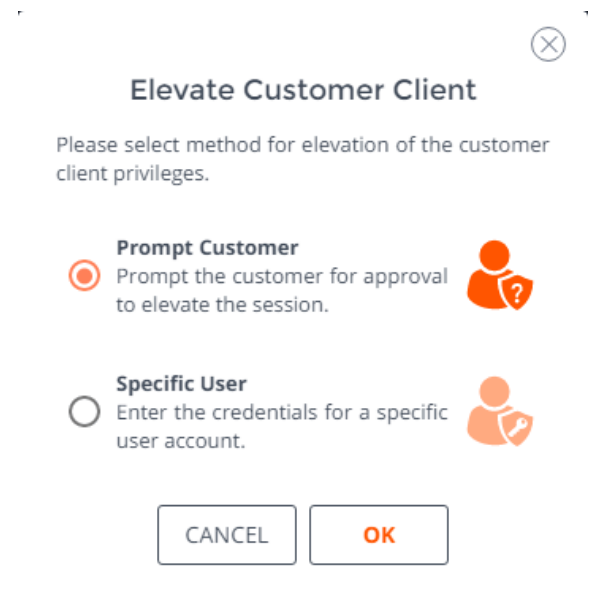 Elevate Customer Client
Please select method for elevation of the customer
client privileges.
Prompt Customer
Prompt the customer for approval
to elevate the session.
?
Specific User
Enter the credentials for a specific
user account.
CANCEL
OK